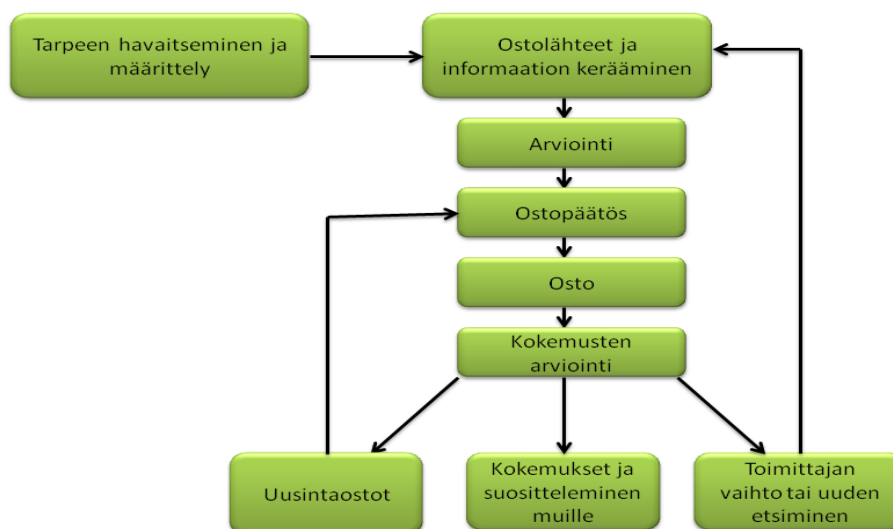 Tarpeen havaitseminen ja
määrittely
Ostolähteet ja
informaation kerääminen
Arviointi
Ostopäätös
Osto
Kokemusten
arviointi
Uusintaostot
Kokemukset ja
suositteleminen
muille
Toimittajan
vaihto tai uuden
etsiminen